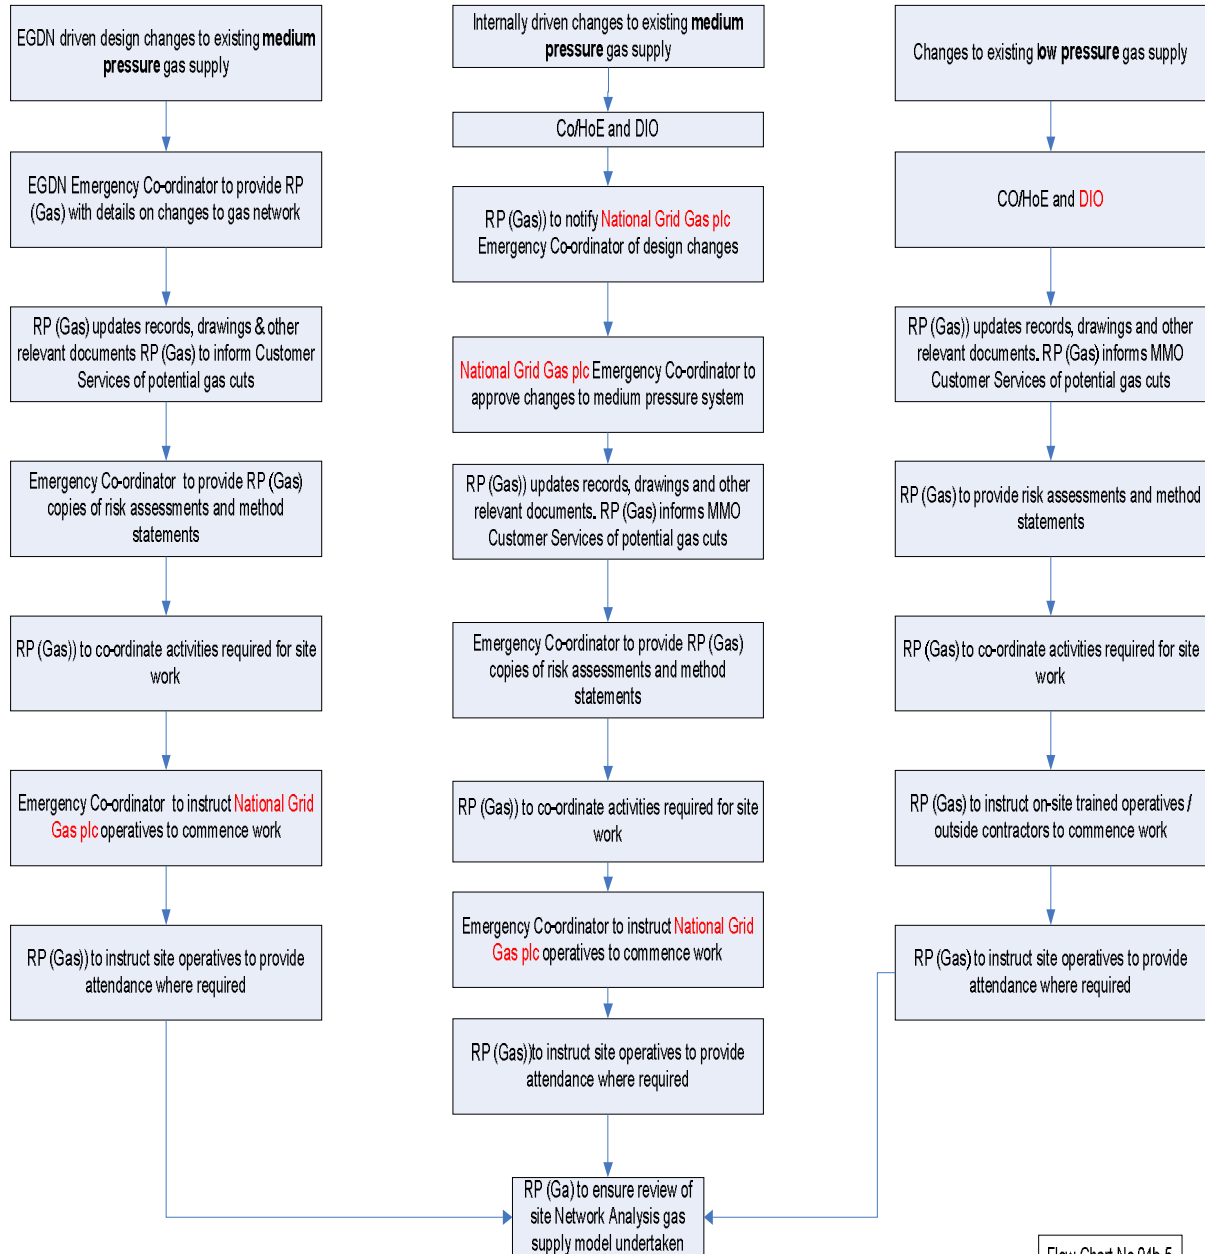 EGDN driven design changes to existing medium
pressure gas supply
EGDN Emergency Co-ordinator to provide RP
(Gas) with details on changes to gas network
RP (Gas) updates records, drawings & other
relevant documents RP (Gas) to inform Customer
Services of potential gas cuts
Emergency Co-ordinator to provide RP (Gas)
copies of risk assessments and method
statements
RP (Gas)) to co-ordinate activities required for site
work
Emergency Co-ordinator to instruct National Grid
Gas plc operatives to commence work
RP (Gas)) to instruct site operatives to provide
attendance where required
Internally driven changes to existing medium
pressure gas supply
Co/HoE and DIO
RP (Gas)) to notify National Grid Gas plc
Emergency Co-ordinator of design changes
National Grid Gas plc Emergency Co-ordinator to
approve changes to medium pressure system
RP (Gas)) updates records, drawings and other
relevant documents. RP (Gas) informs MMO
Customer Services of potential gas cuts
Emergency Co-ordinator to provide RP (Gas)
copies of risk assessments and method
statements
RP (Gas)) to co-ordinate activities required for site
work
Emergency Co-ordinator to instruct National Grid
Gas plc operatives to commence work
RP (Gas))to instruct site operatives to provide
attendance where required
Changes to existing low pressure gas supply
CO/HoE and DIO
RP (Gas)) updates records, drawings and other
relevant documents. RP (Gas) informs MMO
Customer Services of potential gas cuts
RP (Gas) to provide risk assessments and method
statements
RP (Gas) to co-ordinate activities required for site
work
RP (Gas) to instruct on-site trained operatives /
outside contractors to commence work
RP (Gas) to instruct site operatives to provide
attendance where required
RP (Ga) to ensure review of
site Network Analysis gas
supply model undertaken
Flow Chart No 04b-5